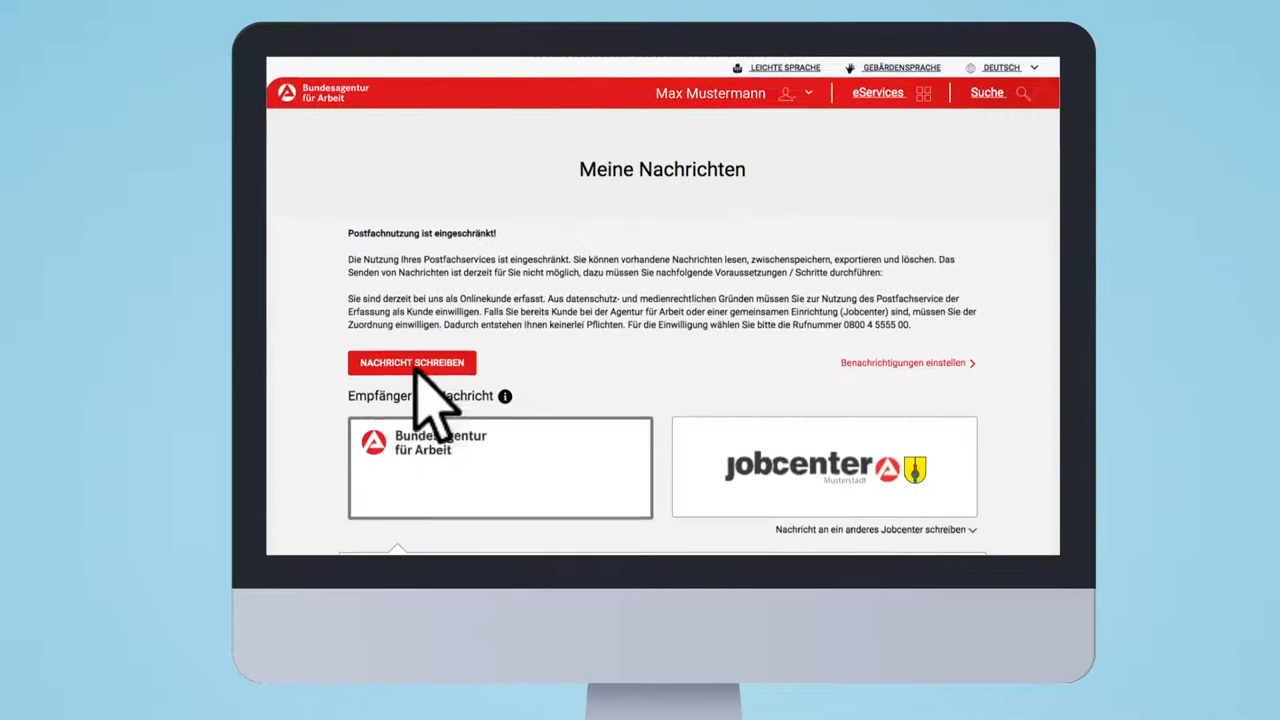 LEICHTE SPRACHE GEBÄRDENSPRACHE DEUTSCH
Bundesagentur
für Arbeit
Max Mustermann eServices Suche
Meine Nachrichten
Postfachnutzung ist eingeschränkt!
Die Nutzung Ihres Postfachservices ist eingeschränkt. Sie können vorhandene Nachrichten lesen, zwischenspeichern, exportieren und löschen. Das
Senden von Nachrichten ist derzeit für Sie nicht möglich, dazu müssen Sie nachfolgende Voraussetzungen / Schritte durchführen:
Sie sind derzeit bei uns als Onlinekunde erfasst. Aus datenschutz- und medienrechtlichen Gründen müssen Sie zur Nutzung des Postfachservice der
Erfassung als Kunde einwilligen. Falls Sie bereits Kunde bei der Agentur für Arbeit oder einer gemeinsamen Einrichtung (Jobcenter) sind, müssen Sie der
Zuordnung einwilligen. Dadurch entstehen Ihnen keinerlei Pflichten. Für die Einwilligung wählen Sie bitte die Rufnummer 0800 4 5555 00.
NACHRICHT SCHREIBEN
Benachrichtigungen einstellen
Empfänger Nachricht
Bundesagentur
für Arbeit
jobcenter
Musterstadt
Nachricht an ein anderes Jobcenter schreiben